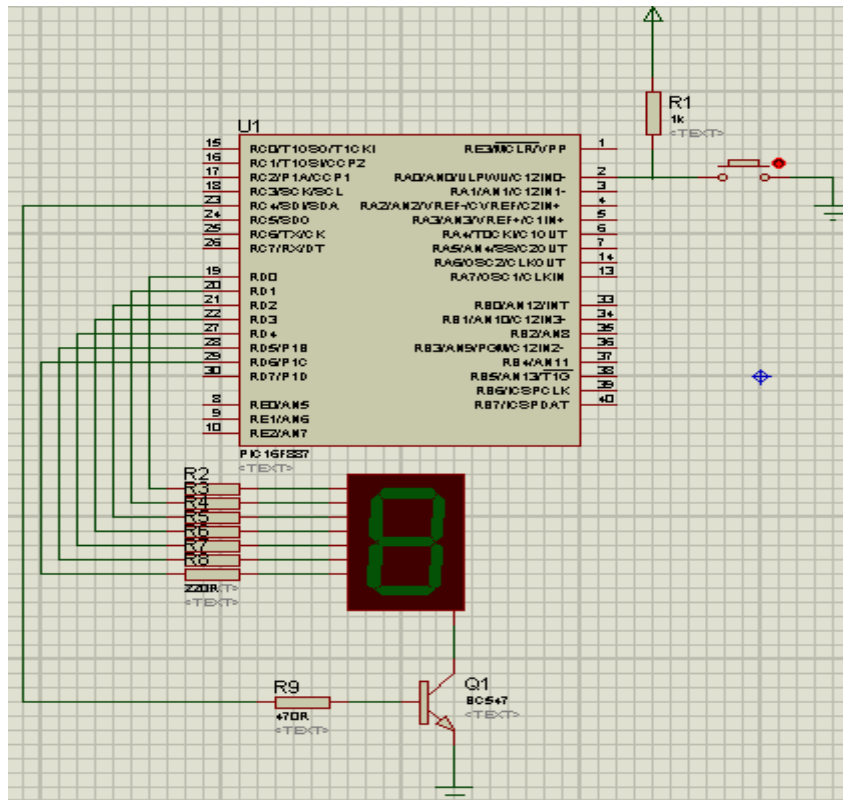 R1
1k
<TEXT>
U1
15 RC0/T1OSO/T1CKI
16 RC1/T1OSI/CCP2
17 RC2/P1A/CCP1
18 RC3/SCK/SCL
23 RC4/SDI/SDA
24 RC5/SDO
25 RC6/TX/CK
26 RC7/RX/DT
19 RD0
20 RD1
21 RD2
22 RD3
27 RD4
28 RD5/P1B
29 RD6/P1C
30 RD7/P1D
8 RE0/AN5
9 RE1/AN6
10 RE2/AN7
RE3/MCLR/VPP 1
RA0/AN0/ULPWU/C12IN0- 2
RA1/AN1/C12IN1- 3
RA2/AN2/VREF-/CVREF/C2IN+ 4
RA3/AN3/VREF+/C1IN+ 5
RA4/T0CKI/C1OUT 6
RA5/AN4/SS/C2OUT 7
RA6/OSC2/CLKOUT 14
RA7/OSC1/CLKIN 13
RB0/AN12/INT 33
RB1/AN10/C12IN3- 34
RB2/AN8 35
RB3/AN9/PGM/C12IN2- 36
RB4/AN11 37
RB5/AN13/T1G 38
RB6/ICSPCLK 39
RB7/ICSPDAT 40
PIC16F887
<TEXT>
R2
R3
R4
R5
R6
R7
R8
220R
<TEXT>
R9
470R
<TEXT>
Q1
BC547
<TEXT>